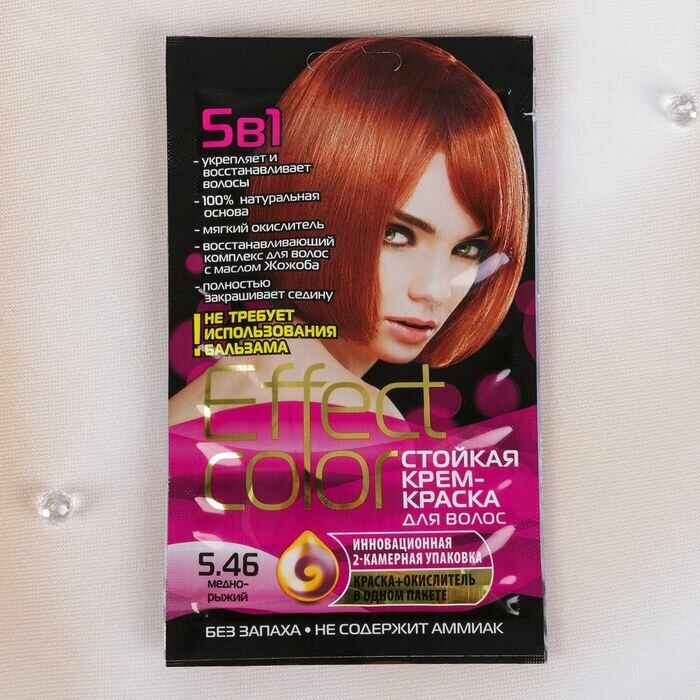 5в1
- укрепляет и
восстанавливает
волосы
- 100% натуральная
основа
- мягкий окислитель
- восстанавливающий
комплекс для волос
с маслом Жожоба
- полностью
закрашивает седину
! НЕ ТРЕБУЕТ
ИСПОЛЬЗОВАНИЯ
БАЛЬЗАМА
Effect
color
СТОЙКАЯ
КРЕМ-
КРАСКА
ДЛЯ ВОЛОС
5.46
медно-
рыжий
ИННОВАЦИОННАЯ
2-КАМЕРНАЯ УПАКОВКА
КРАСКА+ОКИСЛИТЕЛЬ
В ОДНОМ ПАКЕТЕ
БЕЗ ЗАПАХА • НЕ СОДЕРЖИТ АММИАК